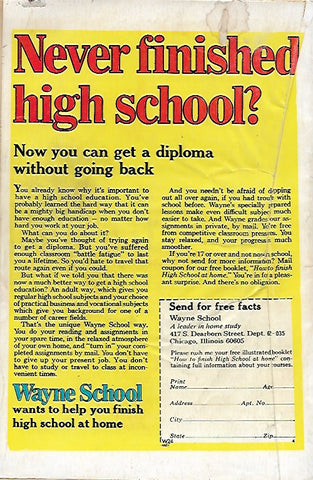 Never finished
high school?
Now you can get a diploma
without going back
You already know why it's important to
have a high school education. You've
probably learned the hard way that it can
be a mighty big handicap when you don't
have enough education – no matter how
hard you work at your job.
What can you do about it?
Maybe you've thought of trying again
to get a diploma. But you've suffered
enough classroom "battle fatigue" to last
you a lifetime. So you'd hate to travel that
route again even if you could.
But what if we told you that there was
now a much better way to get a high school
education? An adult way, which gives you
regular high school subjects and your choice
of practical business and vocational subjects
which give you background for one of a
number of career fields.
That's the unique Wayne School way.
You do your reading and assignments in
your spare time, in the relaxed atmosphere
of your own home, and "turn in" your com-
pleted assignments by mail. You don't have
to give up your present job. You don't
have to study or travel to class at incon-
venient times.
Wayne School
wants to help you finish
high school at home
And you needn't be afraid of dipping
out all over again, if you had trouble with
school before. Wayne's specially prepared
lessons make even difficult subjects much
easier to take. And Wayne grades our as-
signments in private, by mail. You're free
from competitive classroom pressure. You
stay relaxed, and your progress is much
smoother.
If you're 17 or over and not now in school,
why not send for more information? Mail
coupon for our free booklet, "How to finish
High School at home." You're in for a pleas-
ant surprise. And there's no obligation.
Send for free facts
Wayne School
A leader in home study
417 S. Dearborn Street, Dept. 62-035
Chicago, Illinois 60605
Please rush me your free illustrated booklet
"How to finish High School at home" – con-
taining full information about your courses.
Print
Name Age
Address Apt. No.
City
State Zip
W24